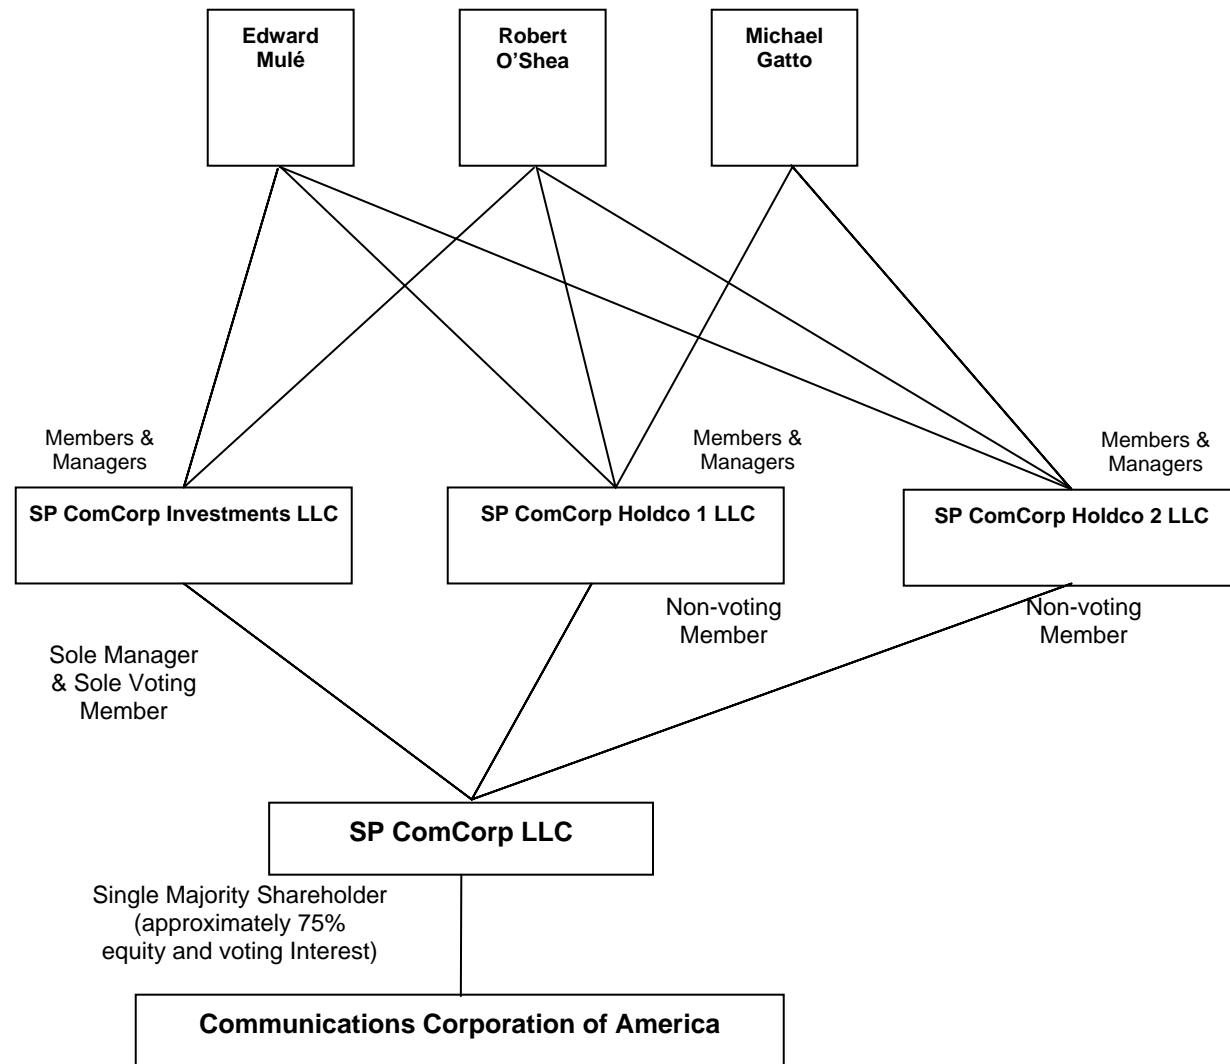 Edward
Mulé
Robert
O’Shea
Michael
Gatto
Members &
Managers
Members &
Managers
Members &
Managers
SP ComCorp Investments LLC
SP ComCorp Holdco 1 LLC
SP ComCorp Holdco 2 LLC
Sole Manager
& Sole Voting
Member
Non-voting
Member
Non-voting
Member
SP ComCorp LLC
Single Majority Shareholder
(approximately 75%
equity and voting Interest)
Communications Corporation of America